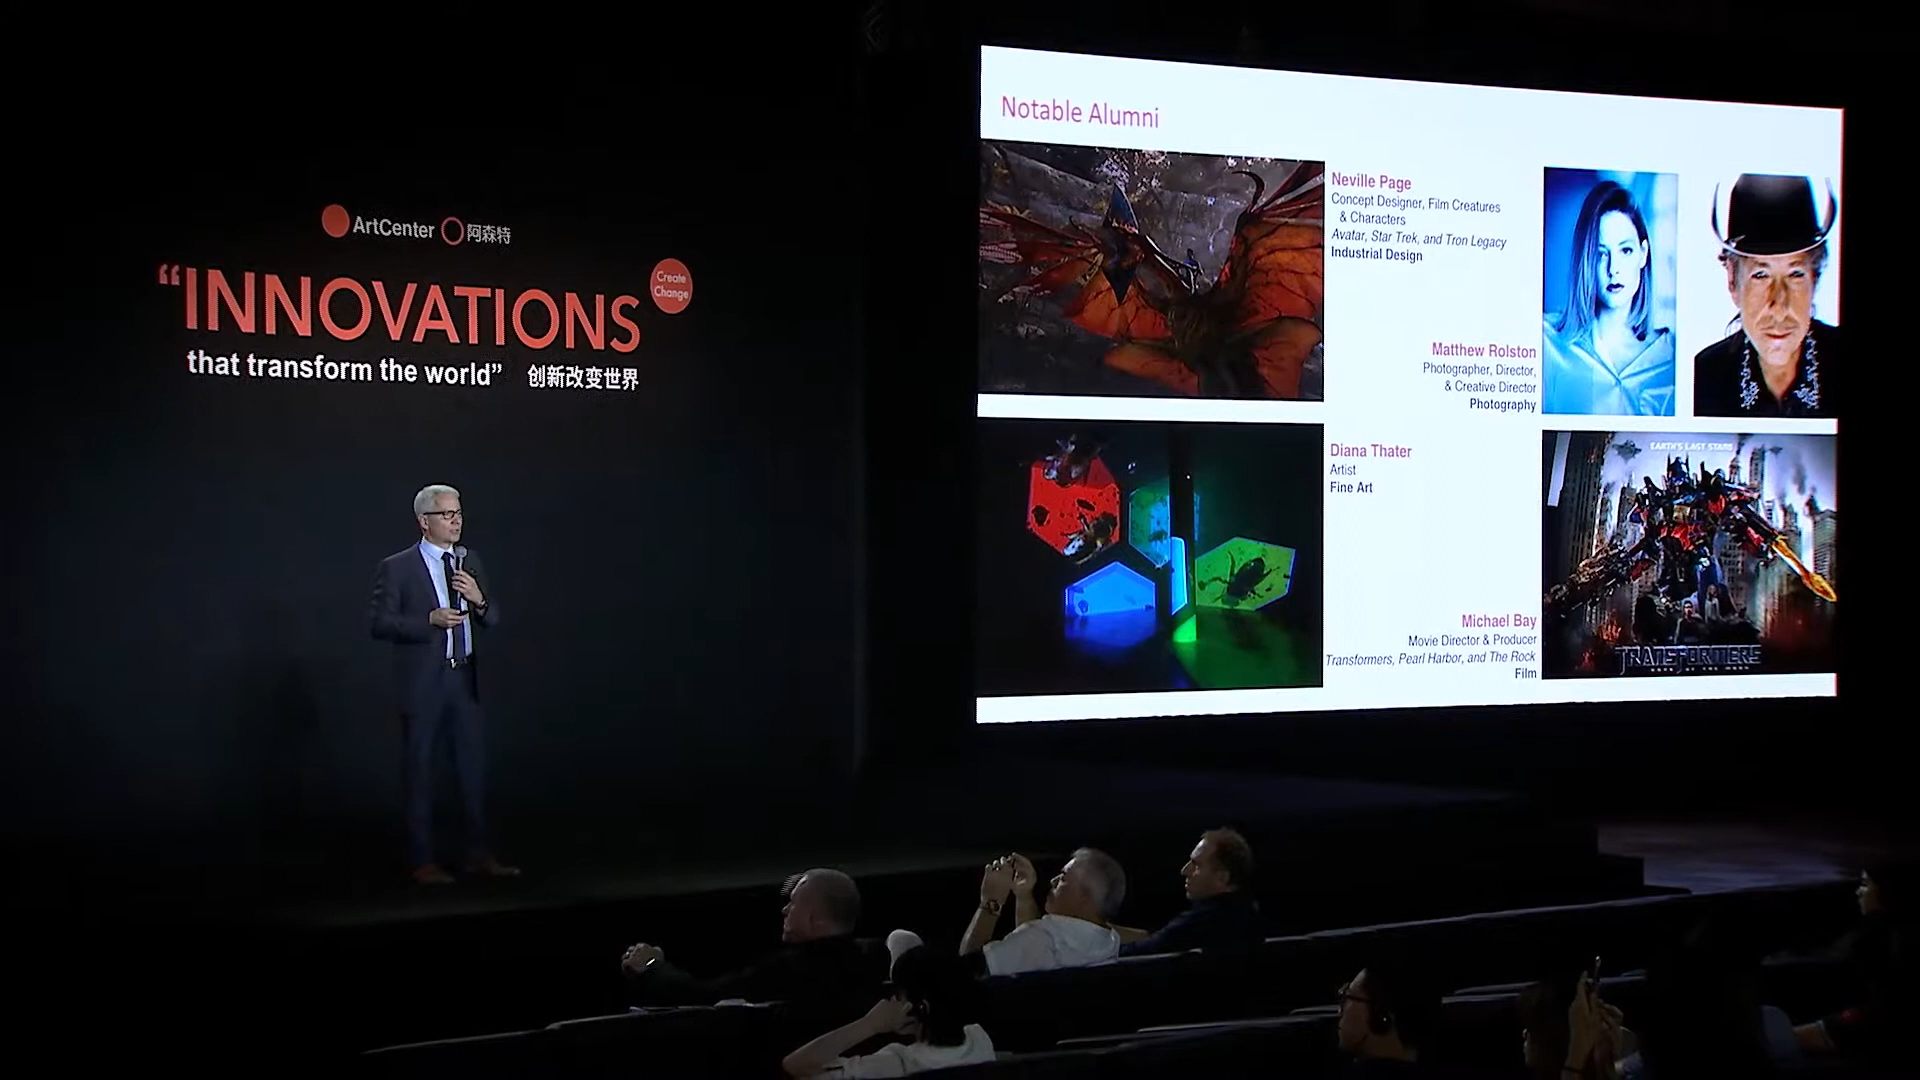 ArtCenter 阿森特
“INNOVATIONS
Create
Change
that transform the world” 创新改变世界
Notable Alumni
Neville Page
Concept Designer, Film Creatures
& Characters
Avatar, Star Trek, and Tron Legacy
Industrial Design
Matthew Rolston
Photographer, Director,
& Creative Director
Photography
Diana Thater
Artist
Fine Art
Michael Bay
Movie Director & Producer
Transformers, Pearl Harbor, and The Rock
Film
EARTH'S LAST STAND
TRANSFORMERS